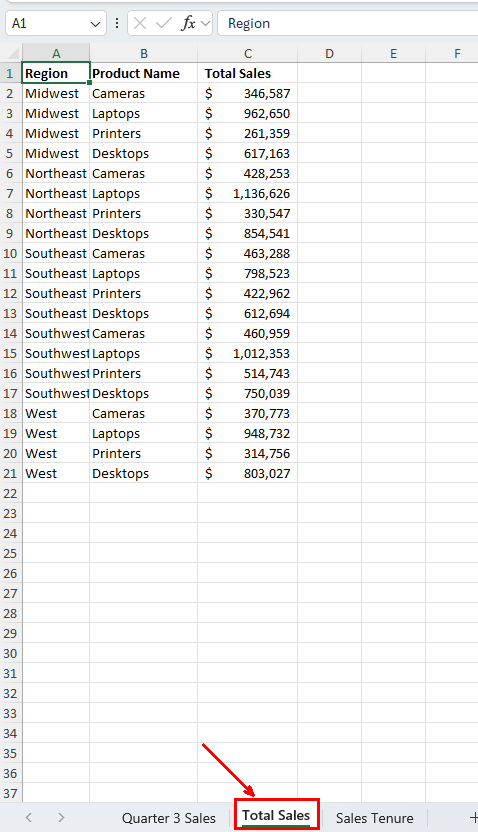 A1 fx Region
A B C D E F
1 Region Product Name Total Sales
2 Midwest Cameras $ 346,587
3 Midwest Laptops $ 962,650
4 Midwest Printers $ 261,359
5 Midwest Desktops $ 617,163
6 Northeast Cameras $ 428,253
7 Northeast Laptops $ 1,136,626
8 Northeast Printers $ 330,547
9 Northeast Desktops $ 854,541
10 Southeast Cameras $ 463,288
11 Southeast Laptops $ 798,523
12 Southeast Printers $ 422,962
13 Southeast Desktops $ 612,694
14 Southwest Cameras $ 460,959
15 Southwest Laptops $ 1,012,353
16 Southwest Printers $ 514,743
17 Southwest Desktops $ 750,039
18 West Cameras $ 370,773
19 West Laptops $ 948,732
20 West Printers $ 314,756
21 West Desktops $ 803,027
22
23
24
25
26
27
28
29
30
31
32
33
34
35
36
37
Quarter 3 Sales Total Sales Sales Tenure +